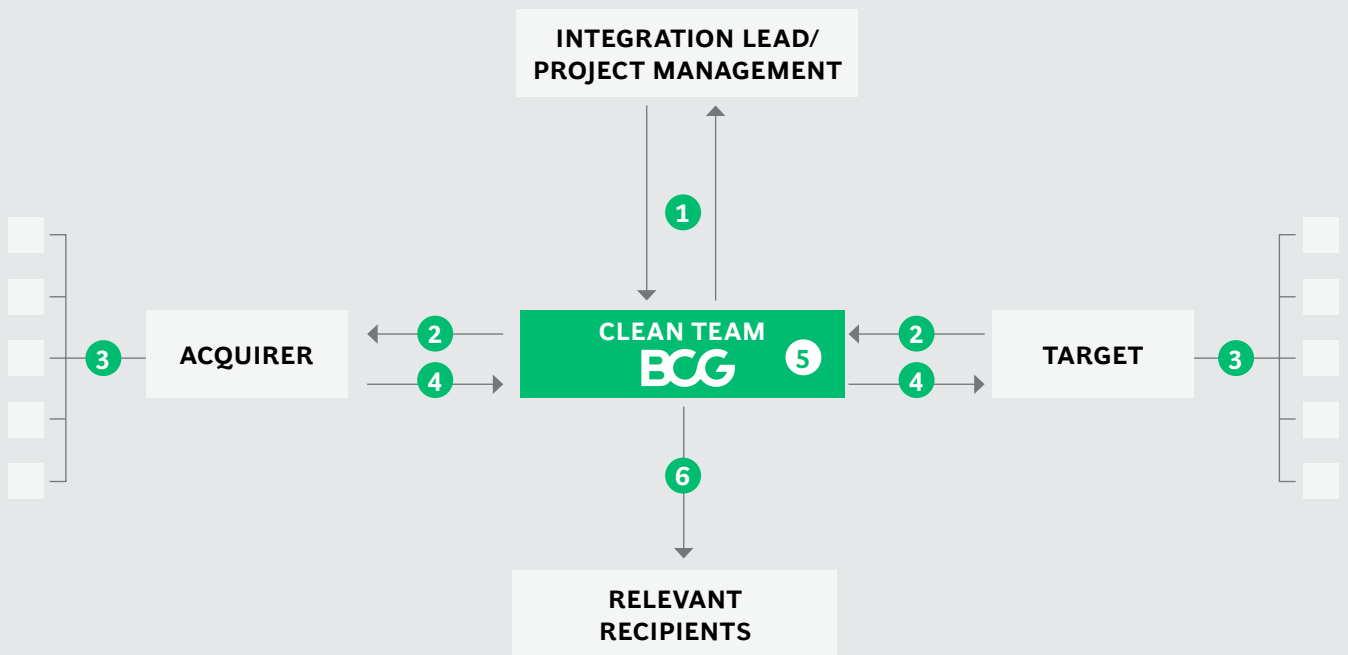 INTEGRATION LEAD/
PROJECT MANAGEMENT
1
3
ACQUIRER
2
4
CLEAN TEAM
BCG
5
2
4
TARGET
3
6
RELEVANT
RECIPIENTS